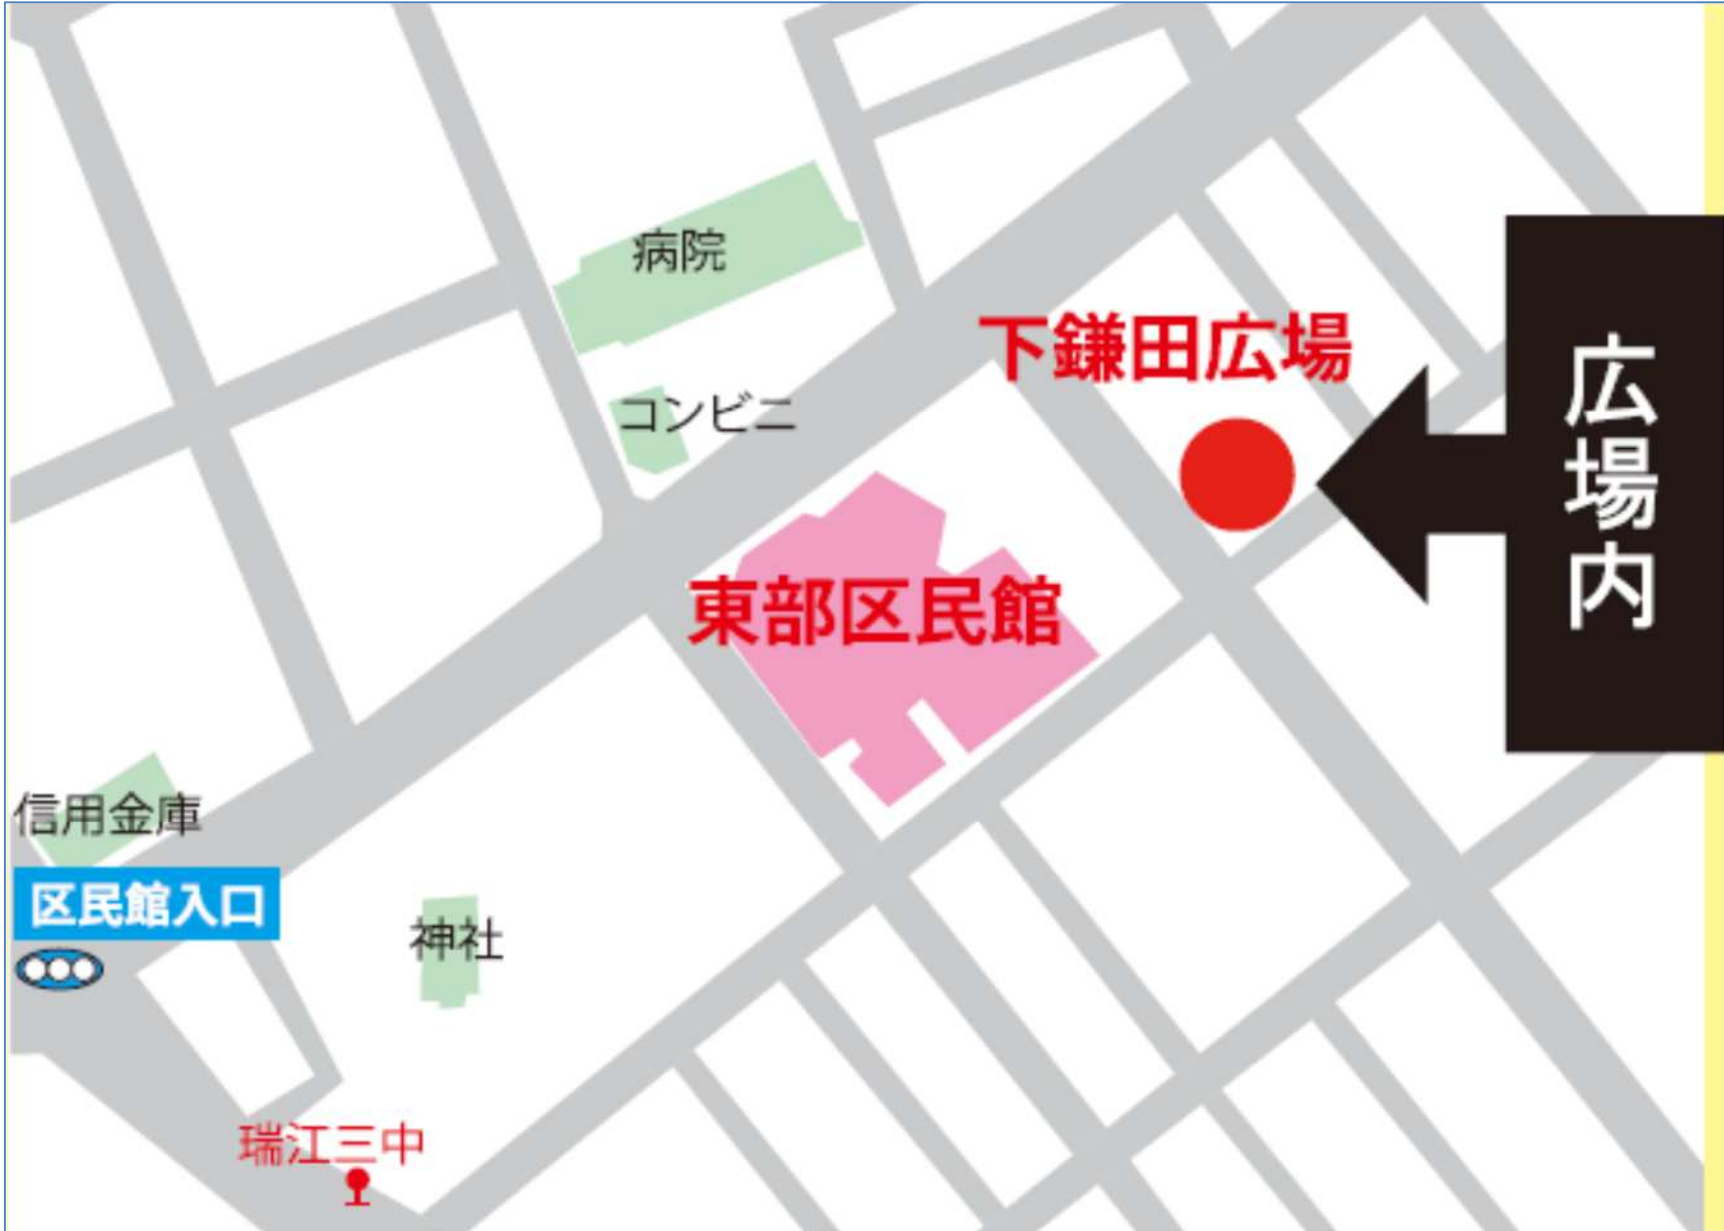 病院
下鎌田広場
コンビニ
広場内
東部区民館
信用金庫
区民館入口
神社
瑞江三中